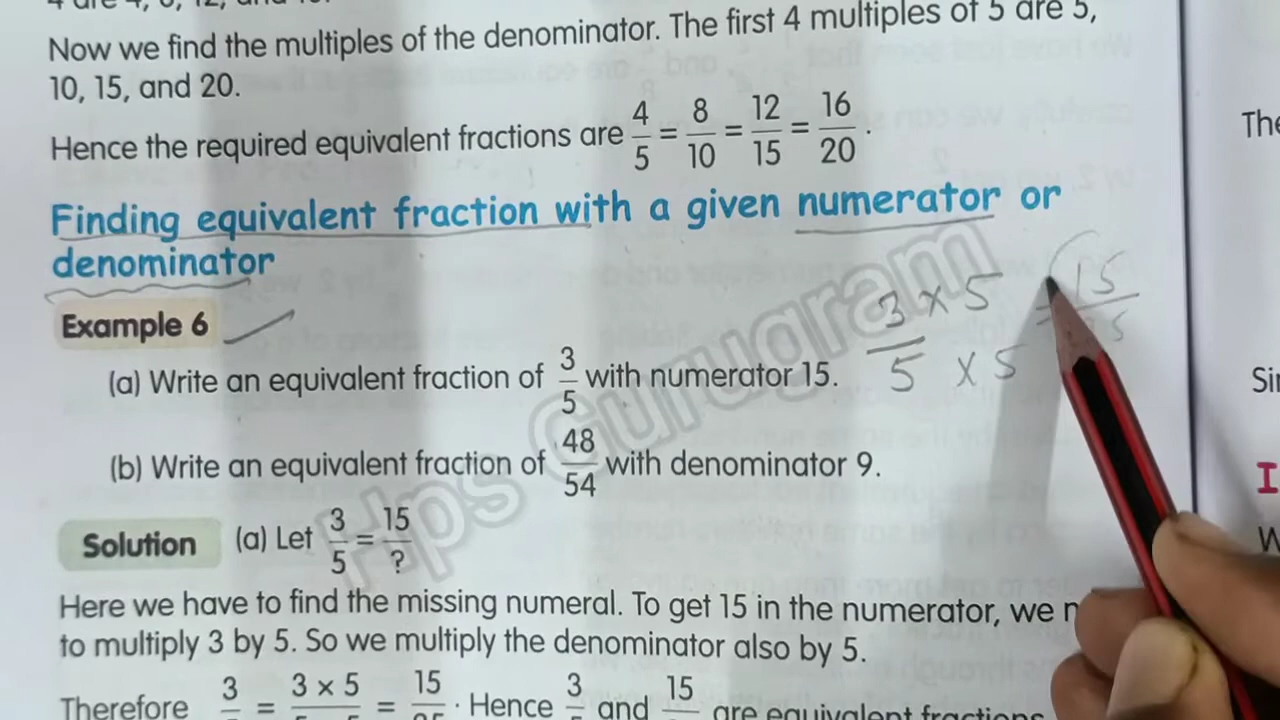 Now we find the multiples of the denominator. The first 4 multiples of 5 are 5,
10, 15, and 20.
Hence the required equivalent fractions are 4/5 = 8/10 = 12/15 = 16/20.
Finding equivalent fraction with a given numerator or
denominator
Example 6
3 × 5 15
5 × 5
(a) Write an equivalent fraction of 3/5 with numerator 15.
(b) Write an equivalent fraction of 48/54 with denominator 9.
Hps Gurugram
Solution (a) Let 3/5 = 15/?
Here we have to find the missing numeral. To get 15 in the numerator, we
to multiply 3 by 5. So we multiply the denominator also by 5.
Therefore 3 = 3 × 5 = 15 . Hence 3 and 15 are equivalent fractions
The